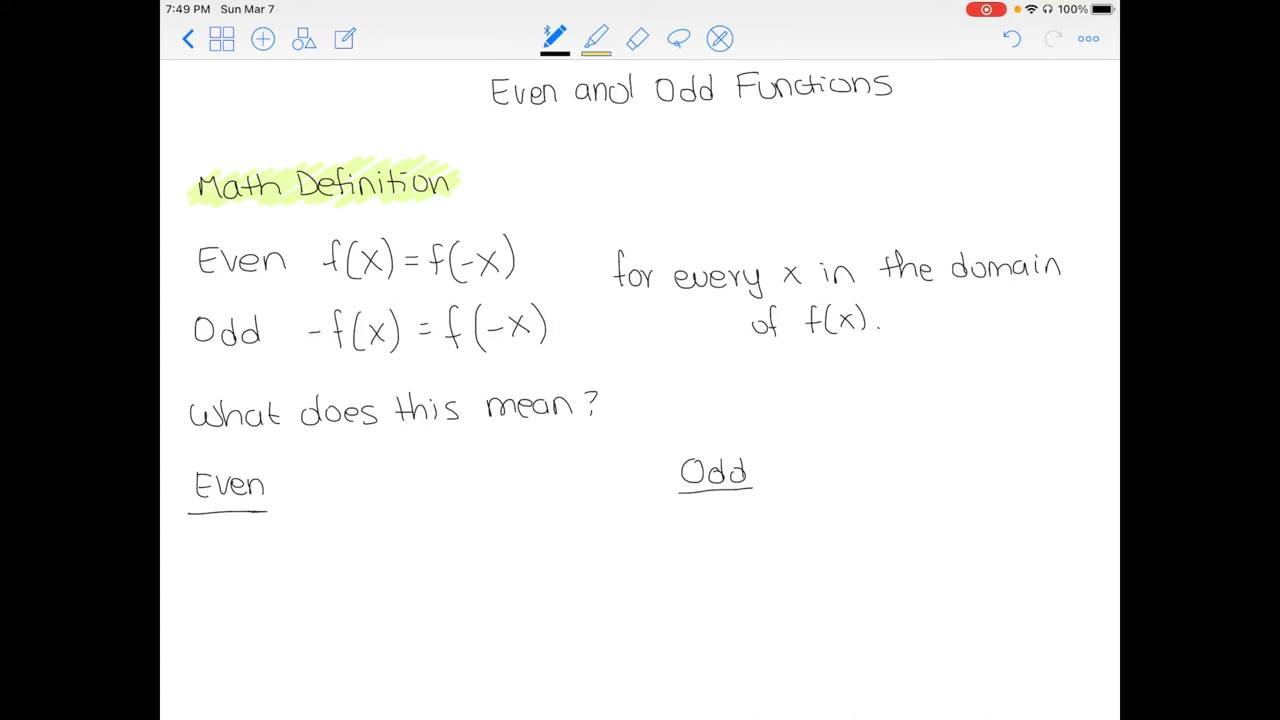 7:49 PM Sun Mar 7 100%
Even and Odd Functions
Math Definition
Even f(x) = f(-x) for every x in the domain
Odd -f(x) = f(-x) of f(x).
What does this mean?
Even Odd